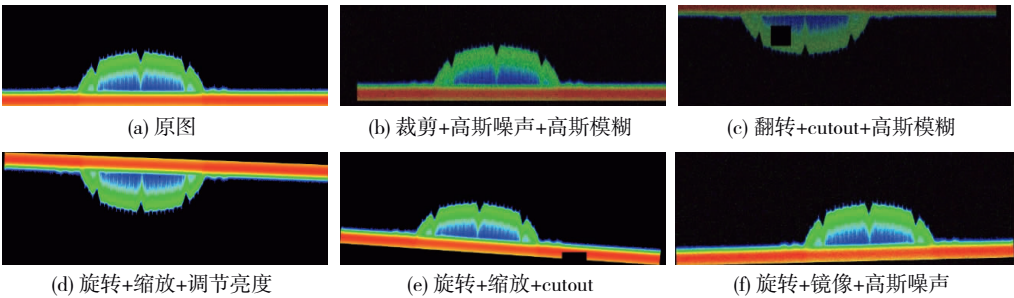 (a) 原图
(b) 裁剪+高斯噪声+高斯模糊
(c) 翻转+cutout+高斯模糊
(d) 旋转+缩放+调节亮度
(e) 旋转+缩放+cutout
(f) 旋转+镜像+高斯噪声